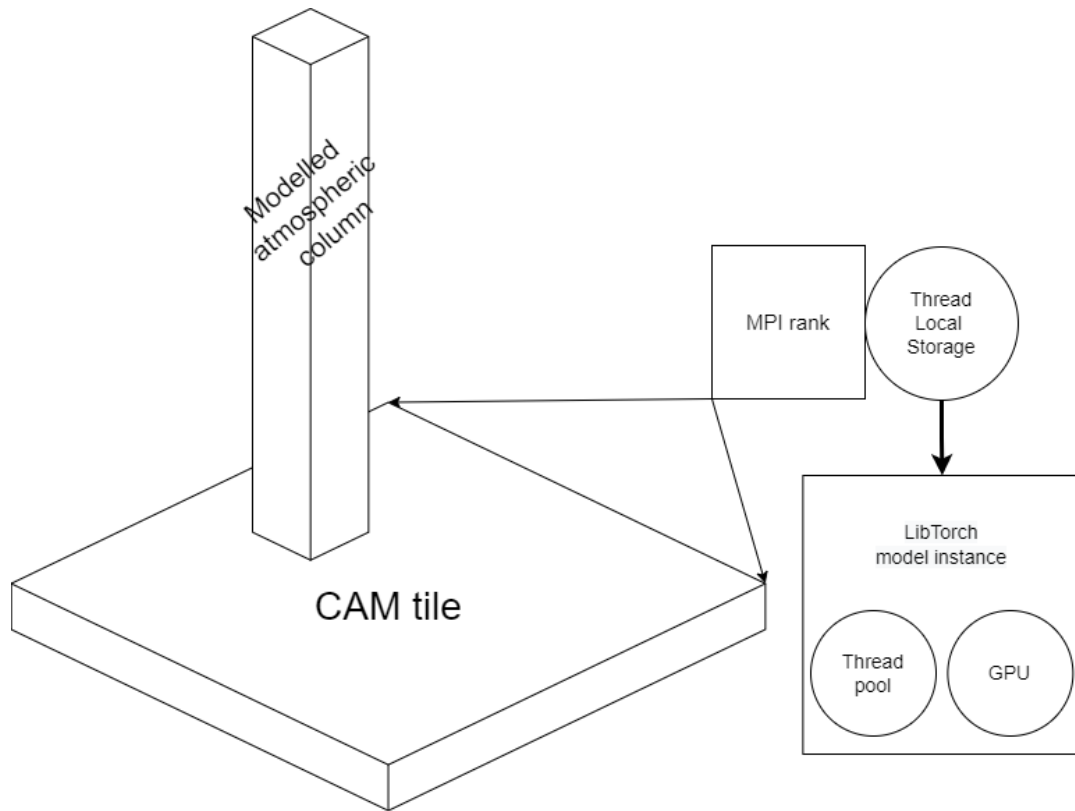 Modelled
atmospheric
column
CAM tile
MPI rank
Thread
Local
Storage
LibTorch
model instance
Thread
pool
GPU